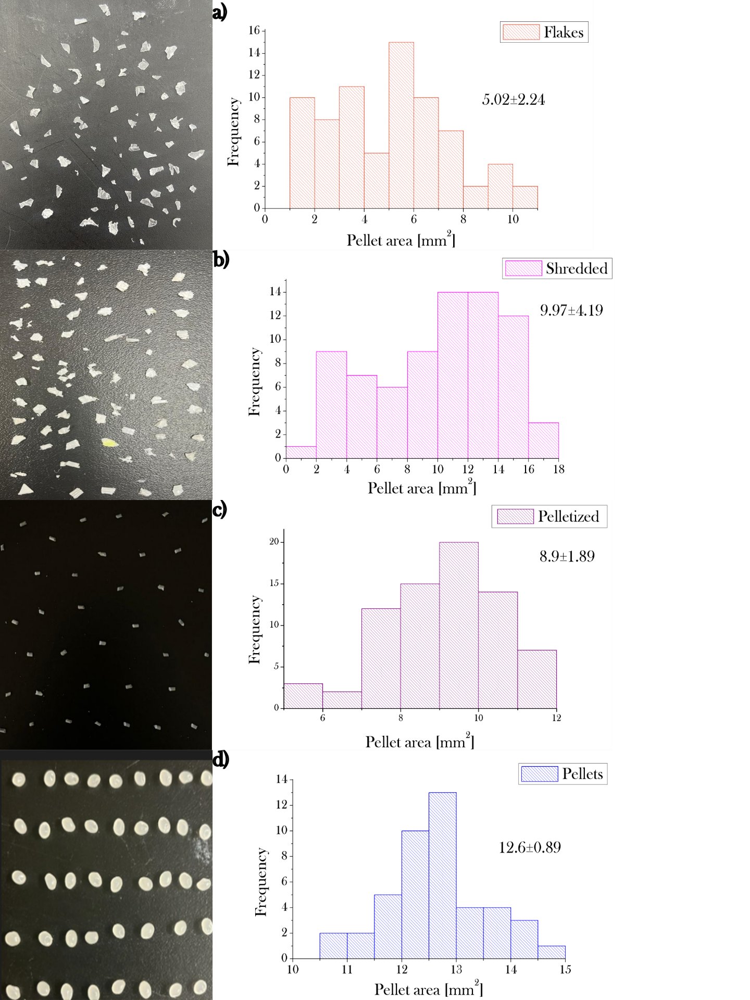 a)
Flakes
5.02±2.24
Frequency
16
14
12
10
8
6
4
2
0
0 2 4 6 8 10
Pellet area [mm²]
b)
Shredded
9.97±4.19
Frequency
14
12
10
8
6
4
2
0
0 2 4 6 8 10 12 14 16 18
Pellet area [mm²]
c)
Pelletized
8.9±1.89
Frequency
20
15
10
5
0
6 8 10 12
Pellet area [mm²]
d)
Pellets
12.6±0.89
Frequency
14
12
10
8
6
4
2
0
10 11 12 13 14 15
Pellet area [mm²]